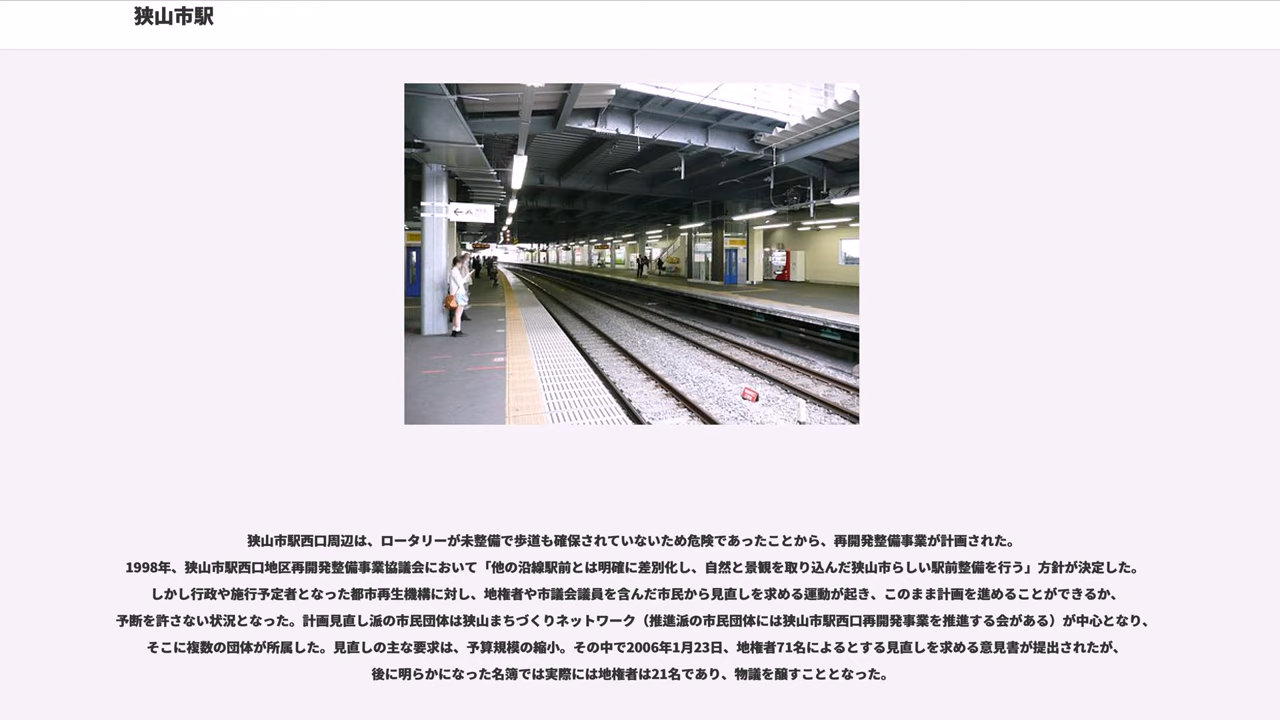 狭山市駅
狭山市駅西口周辺は、ロータリーが未整備で歩道も確保されていないため危険であったことから、再開発整備事業が計画された。
1998年、狭山市駅西口地区再開発整備事業協議会において「他の沿線駅前とは明確に差別化し、自然と景観を取り込んだ狭山市らしい駅前整備を行う」方針が決定した。
しかし行政や施行予定者となった都市再生機構に対し、地権者や市議会議員を含んだ市民から見直しを求める運動が起き、このまま計画を進めることができるか、
予断を許さない状況となった。計画見直し派の市民団体は狭山まちづくりネットワーク（推進派の市民団体には狭山市駅西口再開発事業を推進する会がある）が中心となり、
そこに複数の団体が所属した。見直しの主な要求は、予算規模の縮小。その中で2006年1月23日、地権者71名によるとする見直しを求める意見書が提出されたが、
後に明らかになった名簿では実際には地権者は21名であり、物議を醸すこととなった。